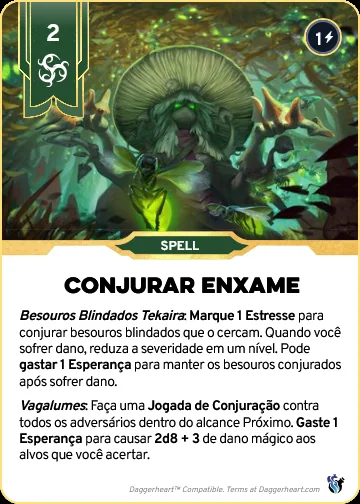 2
1
SPELL
CONJURAR ENXAME
Besouros Blindados Tekaira: Marque 1 Estresse para
conjurar besouros blindados que o cercam. Quando você
sofrer dano, reduza a severidade em um nível. Pode
gastar 1 Esperança para manter os besouros conjurados
após sofrer dano.
Vagalumes: Faça uma Jogada de Conjuração contra
todos os adversários dentro do alcance Próximo. Gaste 1
Esperança para causar 2d8 + 3 de dano mágico aos
alvos que você acertar.
Daggerheart™ Compatible. Terms at Daggerheart.com